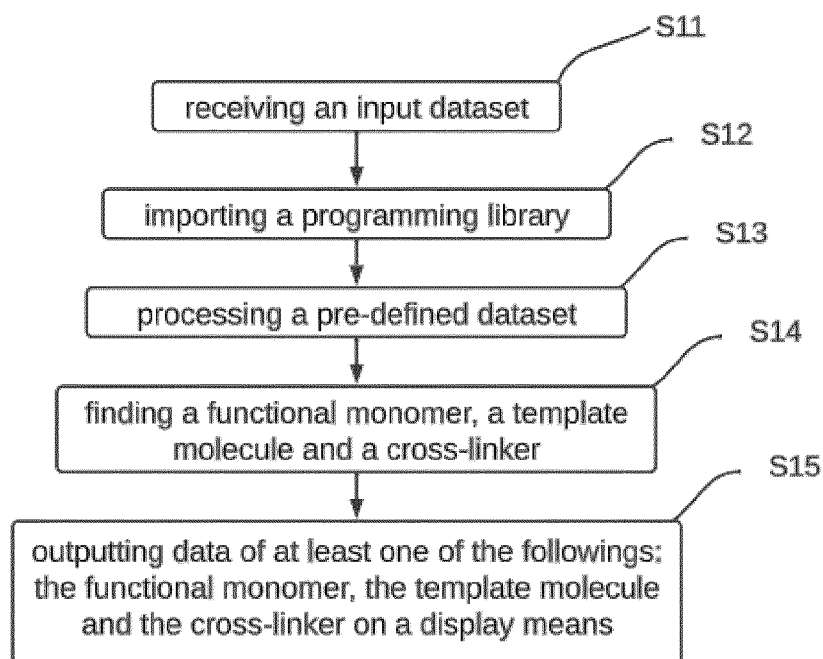 S11
receiving an input dataset
S12
importing a programming library
S13
processing a pre-defined dataset
S14
finding a functional monomer, a template
molecule and a cross-linker
S15
outputting data of at least one of the followings:
the functional monomer, the template molecule
and the cross-linker on a display means